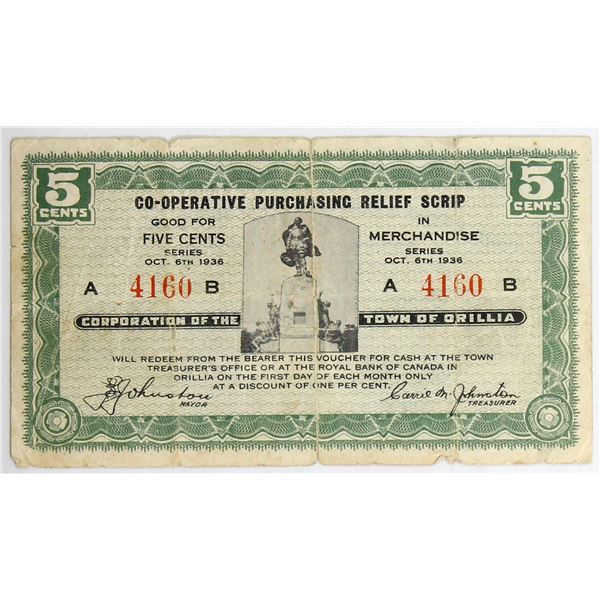 5 CENTS
5 CENTS
CO-OPERATIVE PURCHASING RELIEF SCRIP
GOOD FOR
FIVE CENTS
SERIES
OCT. 6TH 1936
IN
MERCHANDISE
SERIES
OCT. 6TH 1936
A 4160 B
A 4160 B
CORPORATION OF THE TOWN OF ORILLIA
WILL REDEEM FROM THE BEARER THIS VOUCHER FOR CASH AT THE TOWN
TREASURER'S OFFICE OR AT THE ROYAL BANK OF CANADA IN
ORILLIA ON THE FIRST DAY OF EACH MONTH ONLY
AT A DISCOUNT OF ONE PER CENT.
Johnston
MAYOR
Carrel M. Johnston
TREASURER